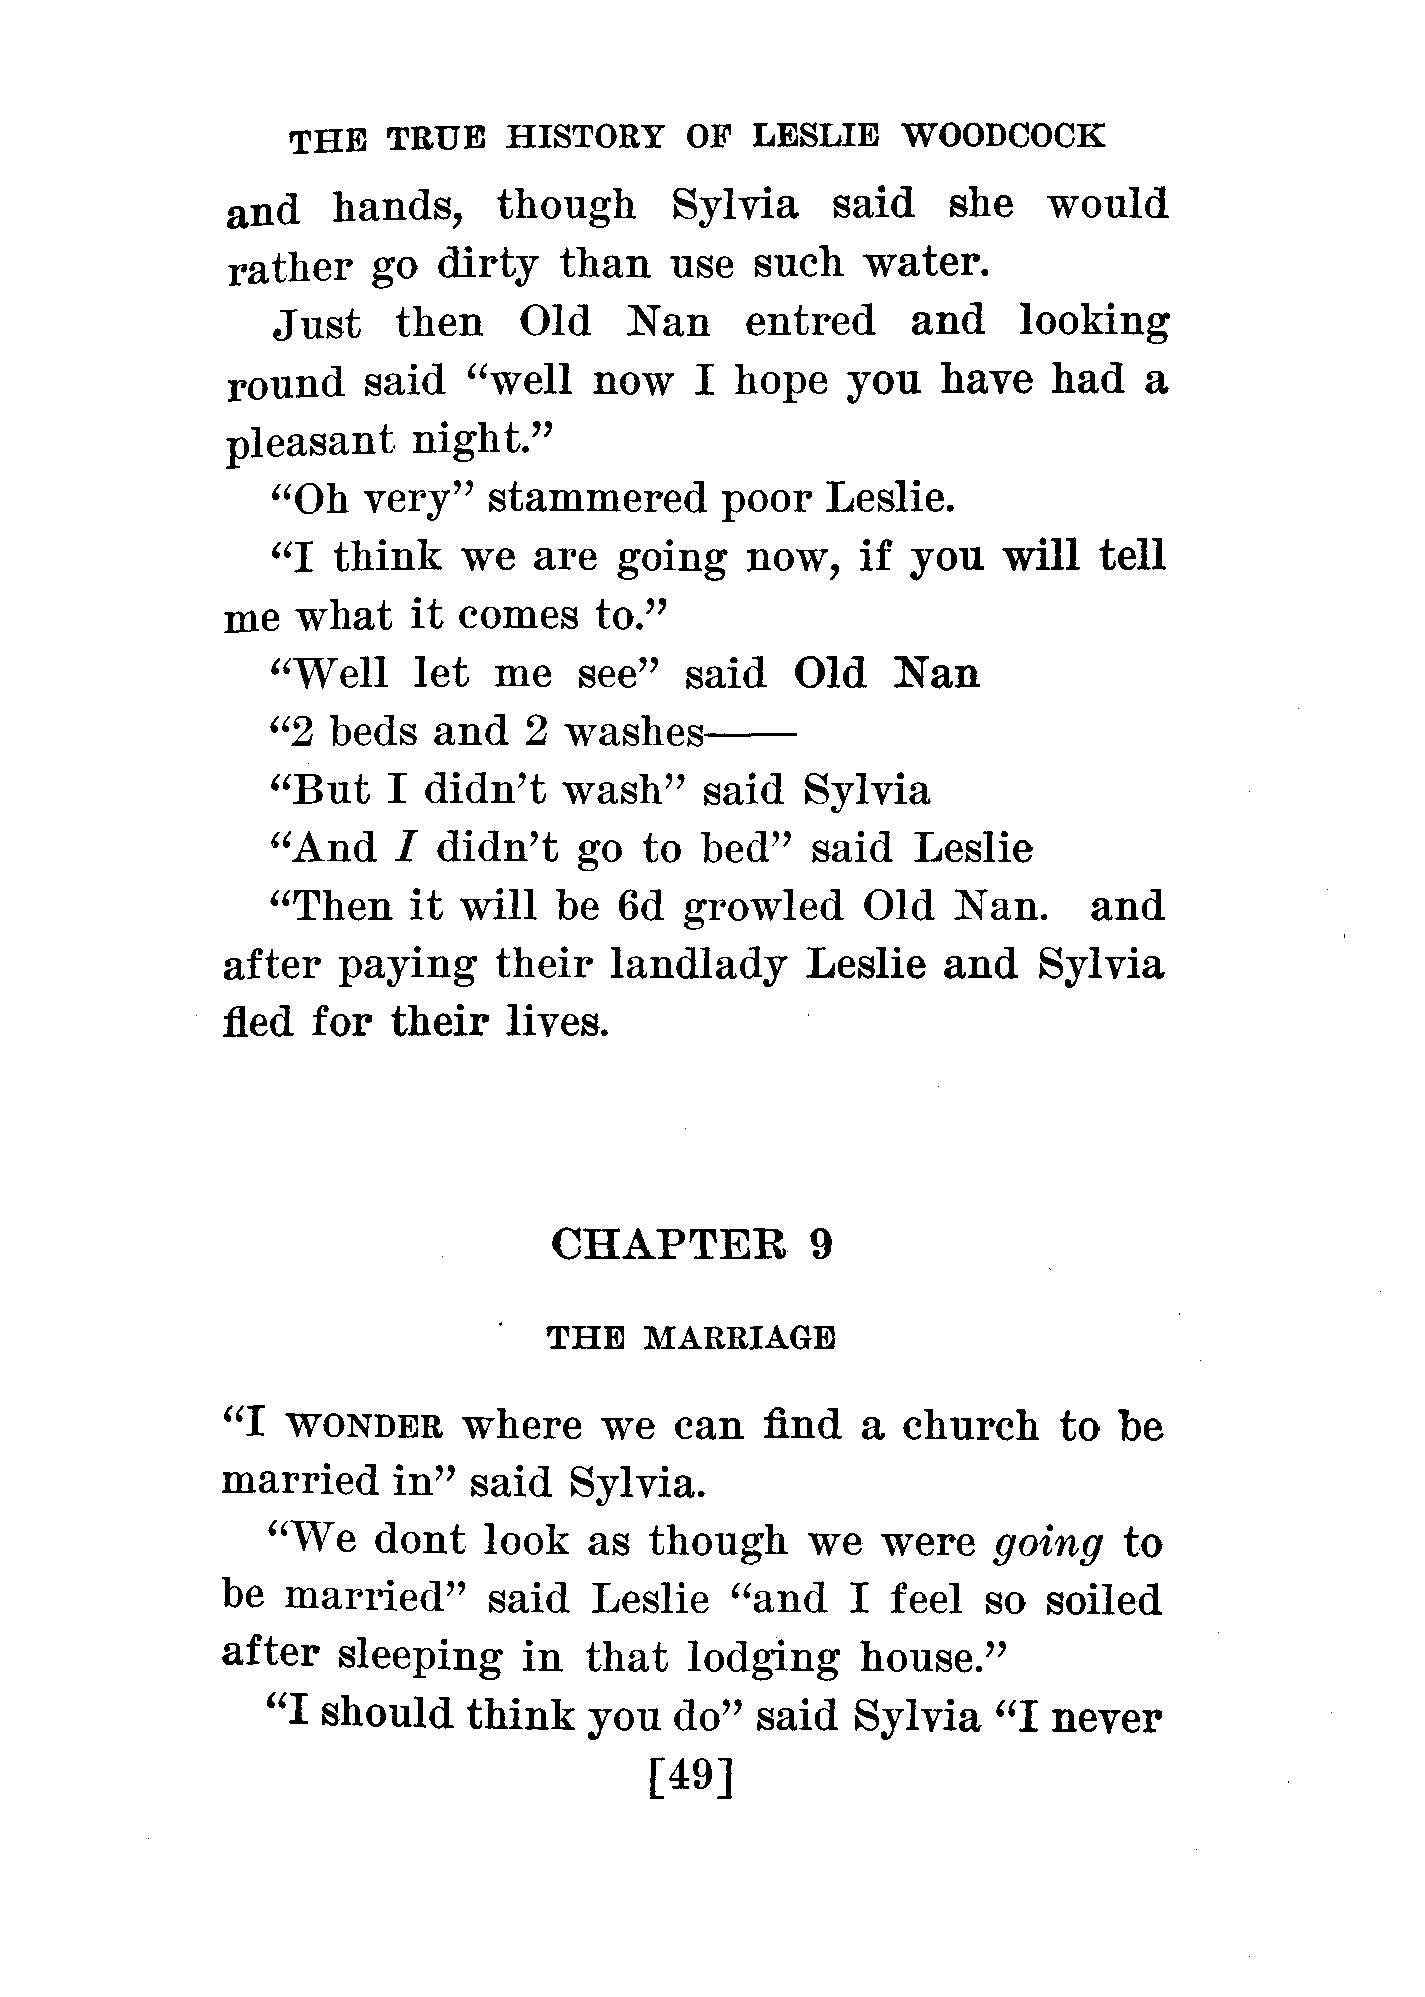 THE TRUE HISTORY OF LESLIE WOODCOCK
and hands, though Sylvia said she would
rather go dirty than use such water.
Just then Old Nan entred and looking
round said “well now I hope you have had a
pleasant night.”
“Oh very” stammered poor Leslie.
“I think we are going now, if you will tell
me what it comes to.”
“Well let me see” said Old Nan
“2 beds and 2 washes——
“But I didn’t wash” said Sylvia
“And I didn’t go to bed” said Leslie
“Then it will be 6d growled Old Nan. and
after paying their landlady Leslie and Sylvia
fled for their lives.
CHAPTER 9
THE MARRIAGE
“I WONDER where we can find a church to be
married in” said Sylvia.
“We dont look as though we were going to
be married” said Leslie “and I feel so soiled
after sleeping in that lodging house.”
“I should think you do” said Sylvia “I never
[49]